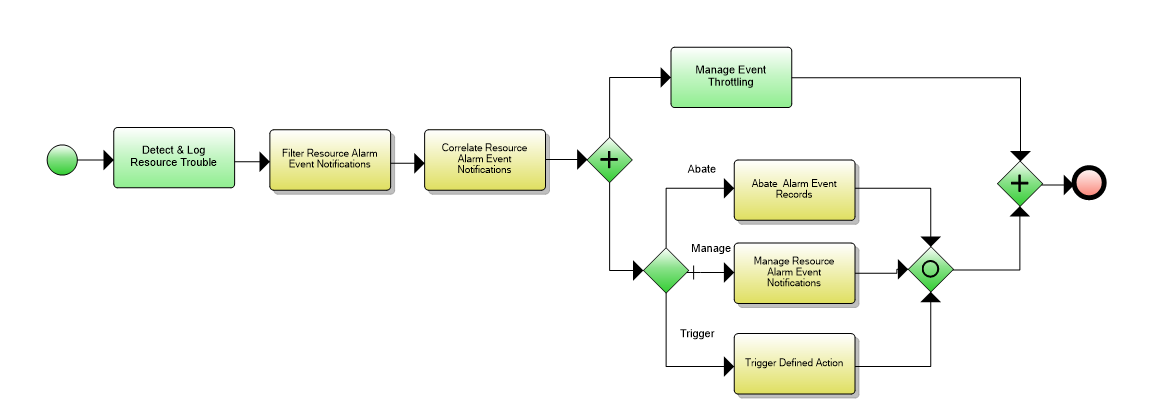 Detect & Log
Resource Trouble
Filter Resource Alarm
Event Notifications
Correlate Resource
Alarm Event
Notifications
Manage Event
Throttling
Abate
Abate Alarm Event
Records
Manage
Manage Resource
Alarm Event
Notifications
Trigger
Trigger Defined Action